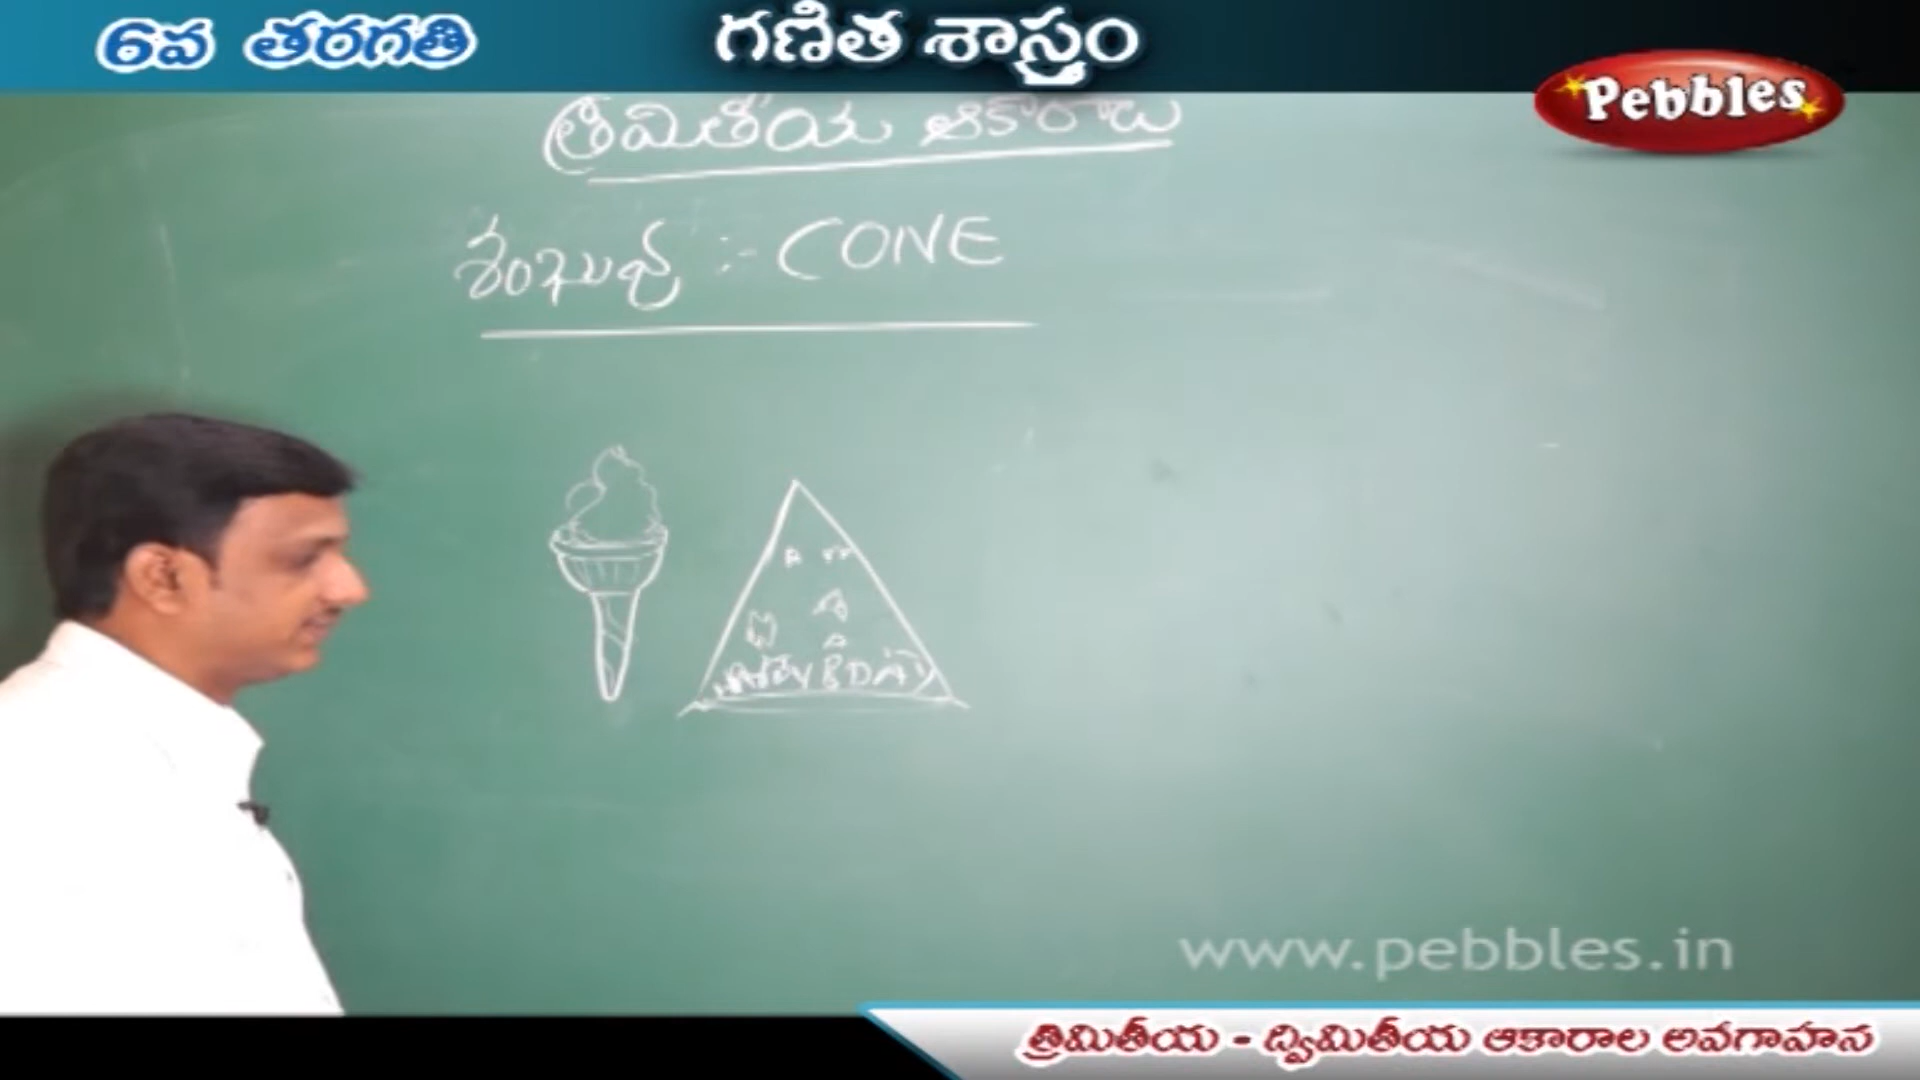 6వ తరగతి
గణిత శాస్త్రం
Pebbles
త్రిమితీయ ఆకారాలు
శంఖువు :- CONE
www.pebbles.in
త్రిమితీయ - ద్విమితీయ ఆకారాల అవగాహన